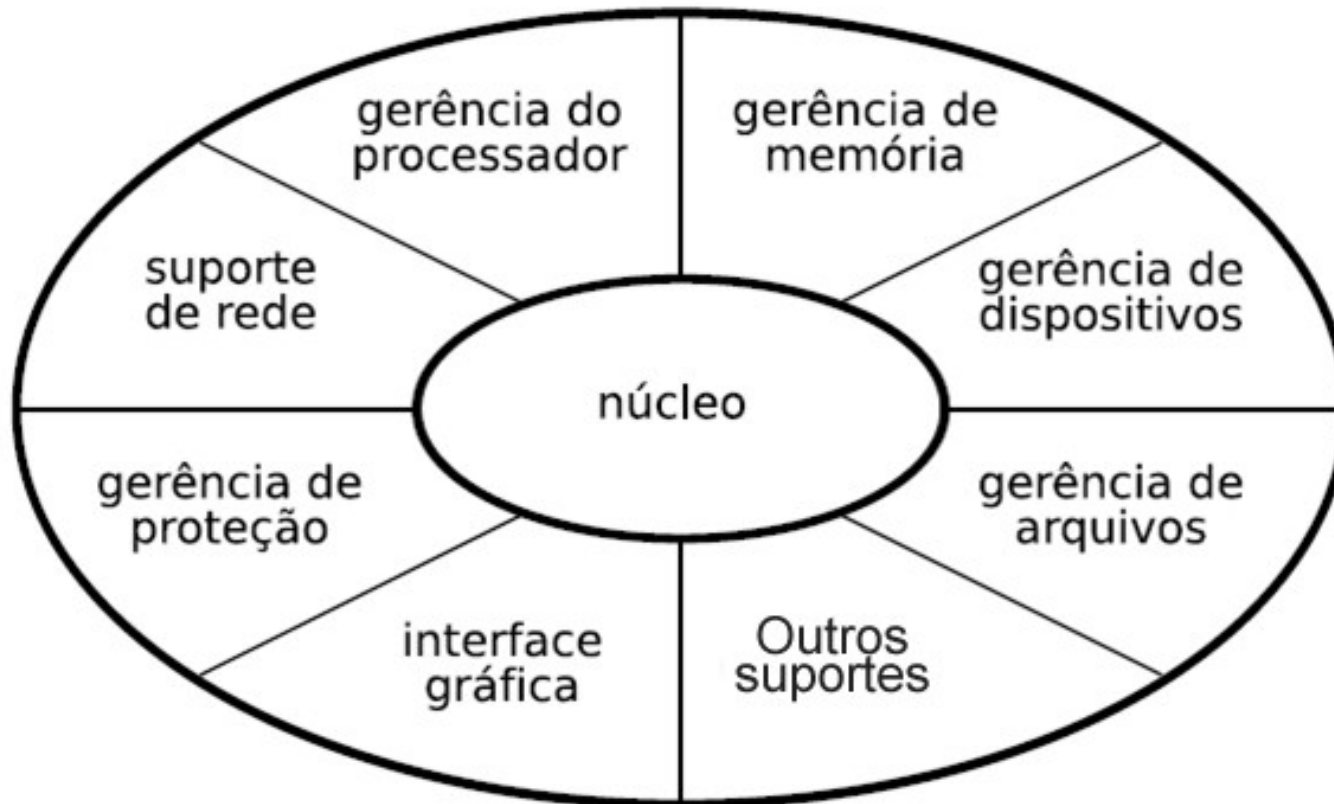 gerência do
processador
gerência de
memória
suporte
de rede
gerência de
dispositivos
núcleo
gerência de
proteção
gerência de
arquivos
interface
gráfica
Outros
suportes